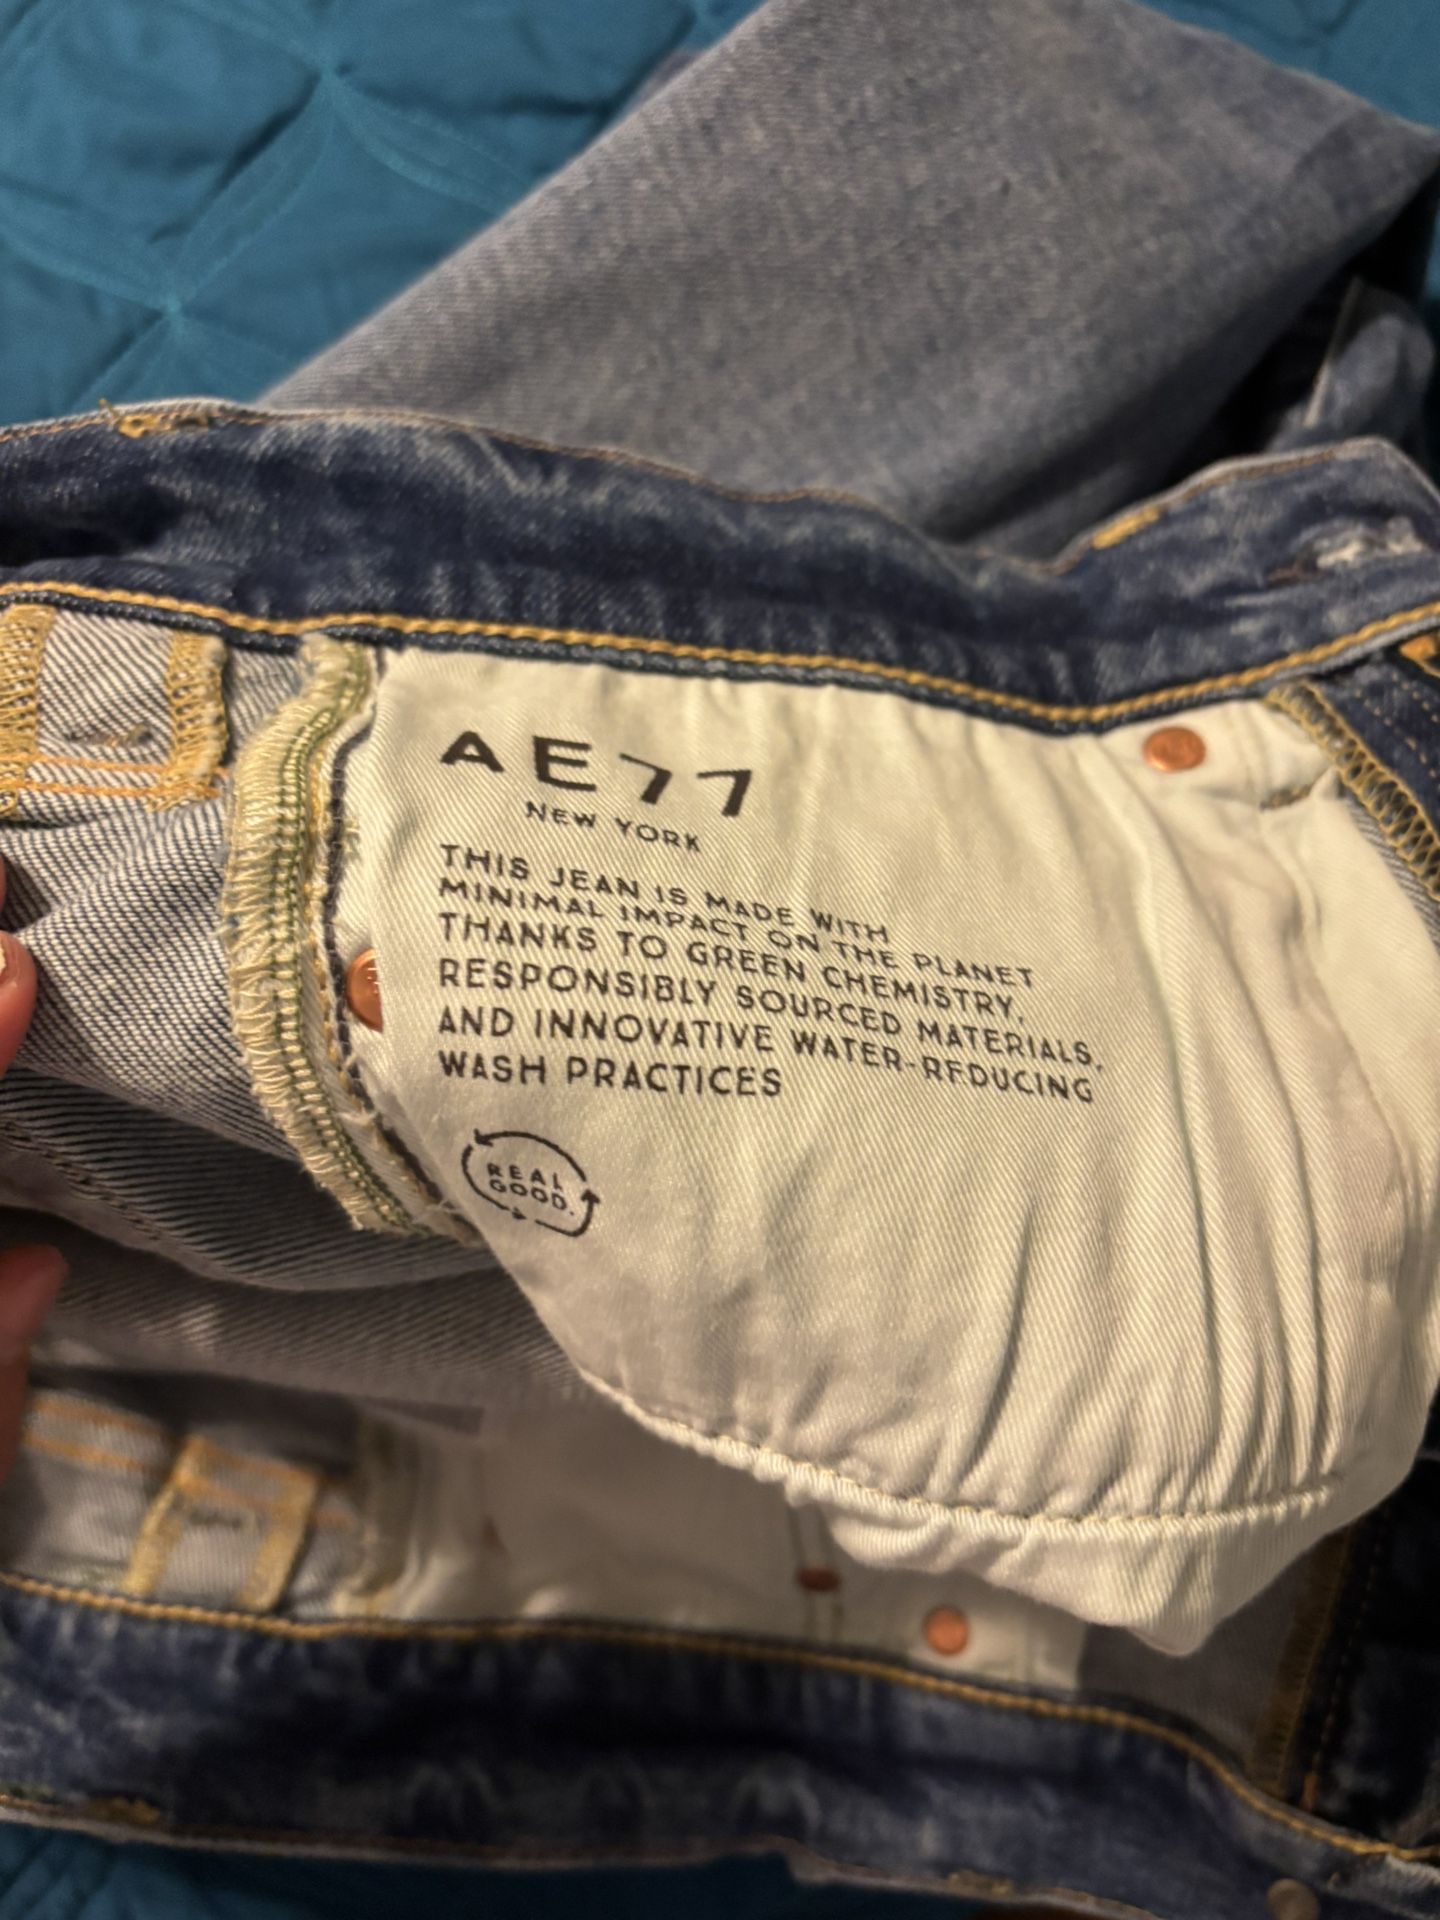 AE77
NEW YORK
THIS JEAN IS MADE WITH
MINIMAL IMPACT ON THE PLANET
THANKS TO GREEN CHEMISTRY,
RESPONSIBLY SOURCED MATERIALS,
AND INNOVATIVE WATER-REDUCING
WASH PRACTICES
REAL
GOOD.